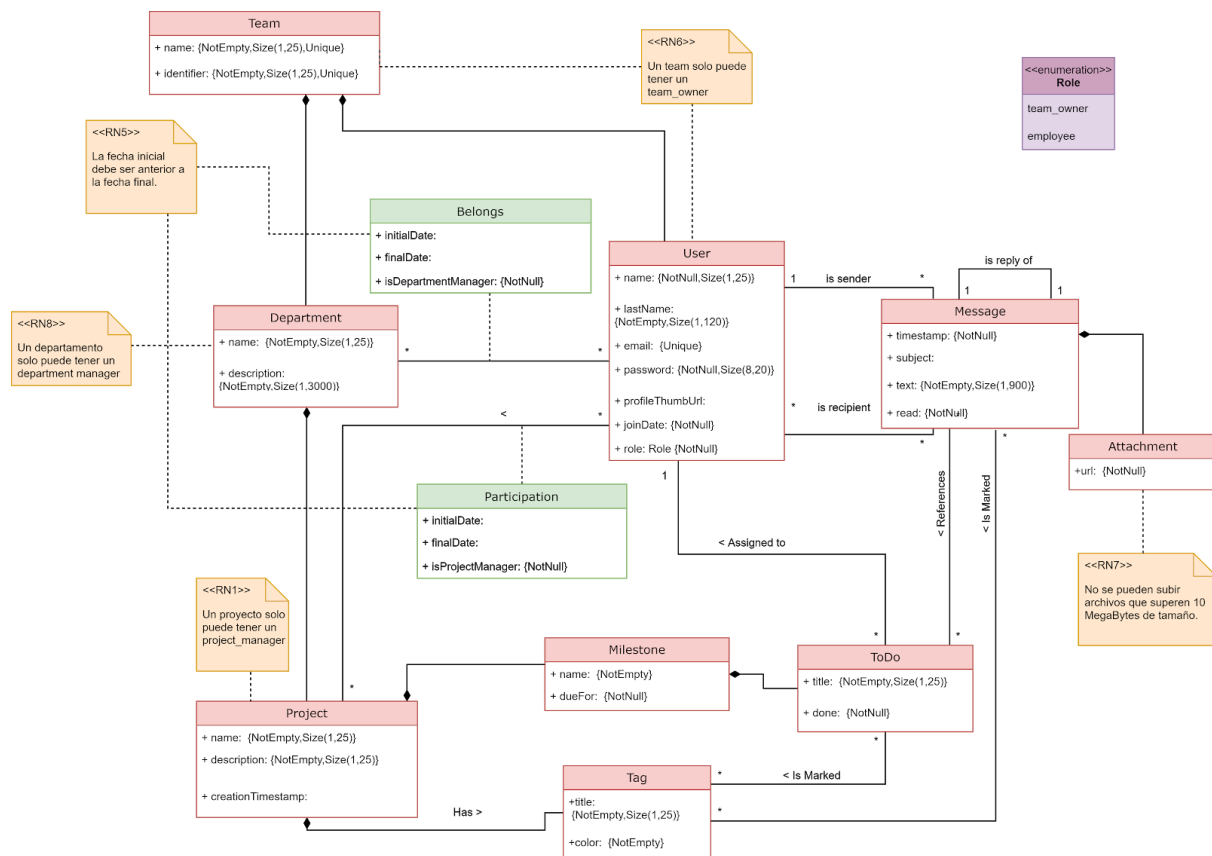 Team
+ name: {NotEmpty,Size(1,25),Unique}
+ identifier: {NotEmpty,Size(1,25),Unique}
<<RN6>>
Un team solo puede
tener un
team_owner
<<enumeration>>
Role
team_owner
employee
<<RN5>>
La fecha inicial
debe ser anterior a
la fecha final.
Belongs
+ initialDate:
+ finalDate:
+ isDepartmentManager: {NotNull}
User
+ name: {NotNull,Size(1,25)}
+ lastName:
{NotEmpty,Size(1,120)}
+ email:  {Unique}
+ password: {NotNull,Size(8,20)}
+ profileThumbUrl:
+ joinDate: {NotNull}
+ role: Role {NotNull}
1
is sender
*
is reply of
1
1
Message
+ timestamp: {NotNull}
+ subject:
+ text: {NotEmpty,Size(1,900)}
+ read: {NotNull}
<<RN8>>
Un departamento
solo puede tener un
department manager
Department
+ name:  {NotEmpty,Size(1,25)}
+ description:
{NotEmpty,Size(1,3000)}
*
*
<
*
*
is recipient
*
*
Attachment
+url:  {NotNull}
1
Participation
+ initialDate:
+ finalDate:
+ isProjectManager: {NotNull}
< References
< Is Marked
< Assigned to
<<RN7>>
No se pueden subir
archivos que superen 10
MegaBytes de tamaño.
<<RN1>>
Un proyecto solo
puede tener un
project_manager
*
*
*
Milestone
+ name: {NotEmpty}
+ dueFor:  {NotNull}
ToDo
+ title:  {NotEmpty,Size(1,25)}
+ done:  {NotNull}
Project
+ name:  {NotEmpty,Size(1,25)}
+ description: {NotEmpty,Size(1,25)}
+ creationTimestamp:
*
< Is Marked
*
Has >
Tag
+title:
{NotEmpty,Size(1,25)}
+color:  {NotEmpty}
*